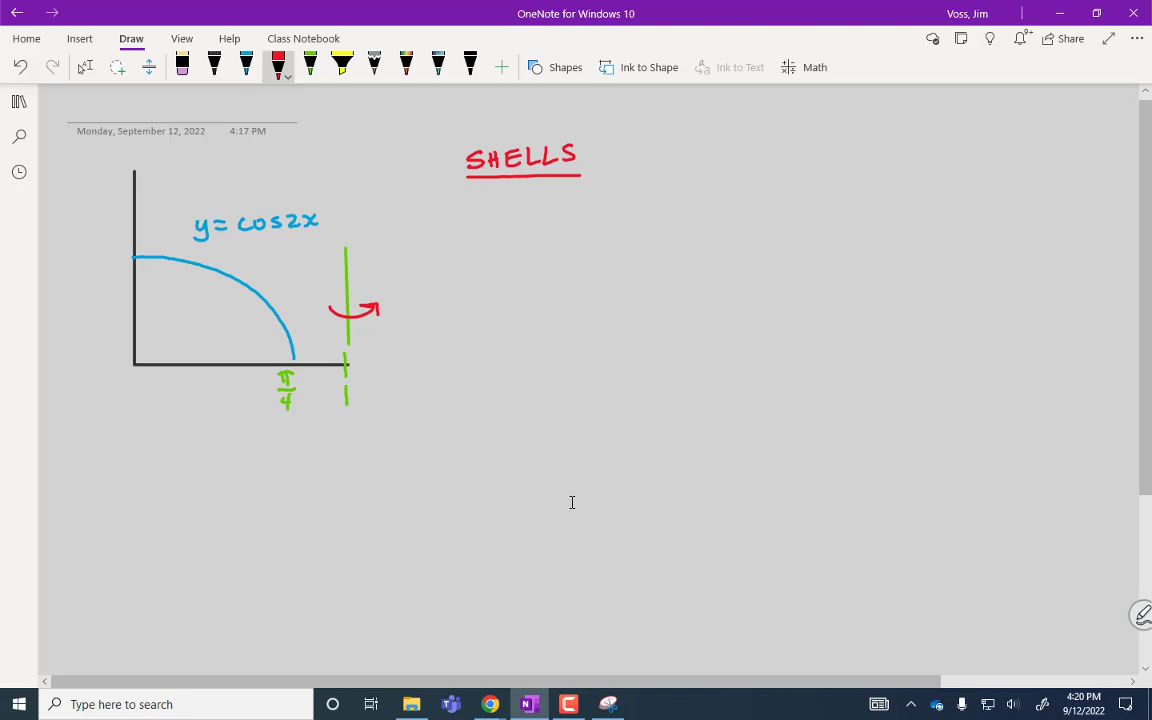 OneNote for Windows 10
Voss, Jim
Home Insert Draw View Help Class Notebook
Share
Shapes Ink to Shape Ink to Text Math
Monday, September 12, 2022 4:17 PM
SHELLS
y = cos2x
π
4
Type here to search
4:20 PM
9/12/2022